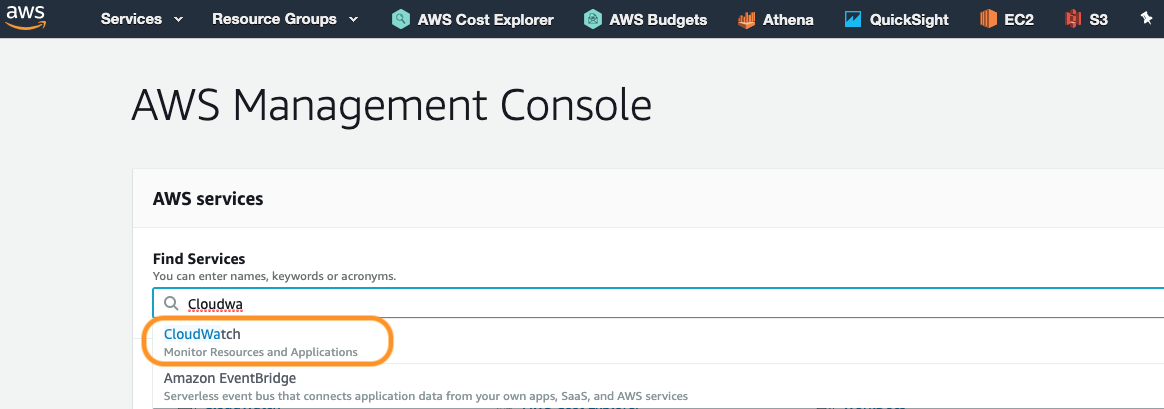 aws Services Resource Groups AWS Cost Explorer AWS Budgets Athena QuickSight EC2 S3
AWS Management Console
AWS services
Find Services
You can enter names, keywords or acronyms.
Cloudwa
CloudWatch
Monitor Resources and Applications
Amazon EventBridge
Serverless event bus that connects application data from your own apps, SaaS, and AWS services